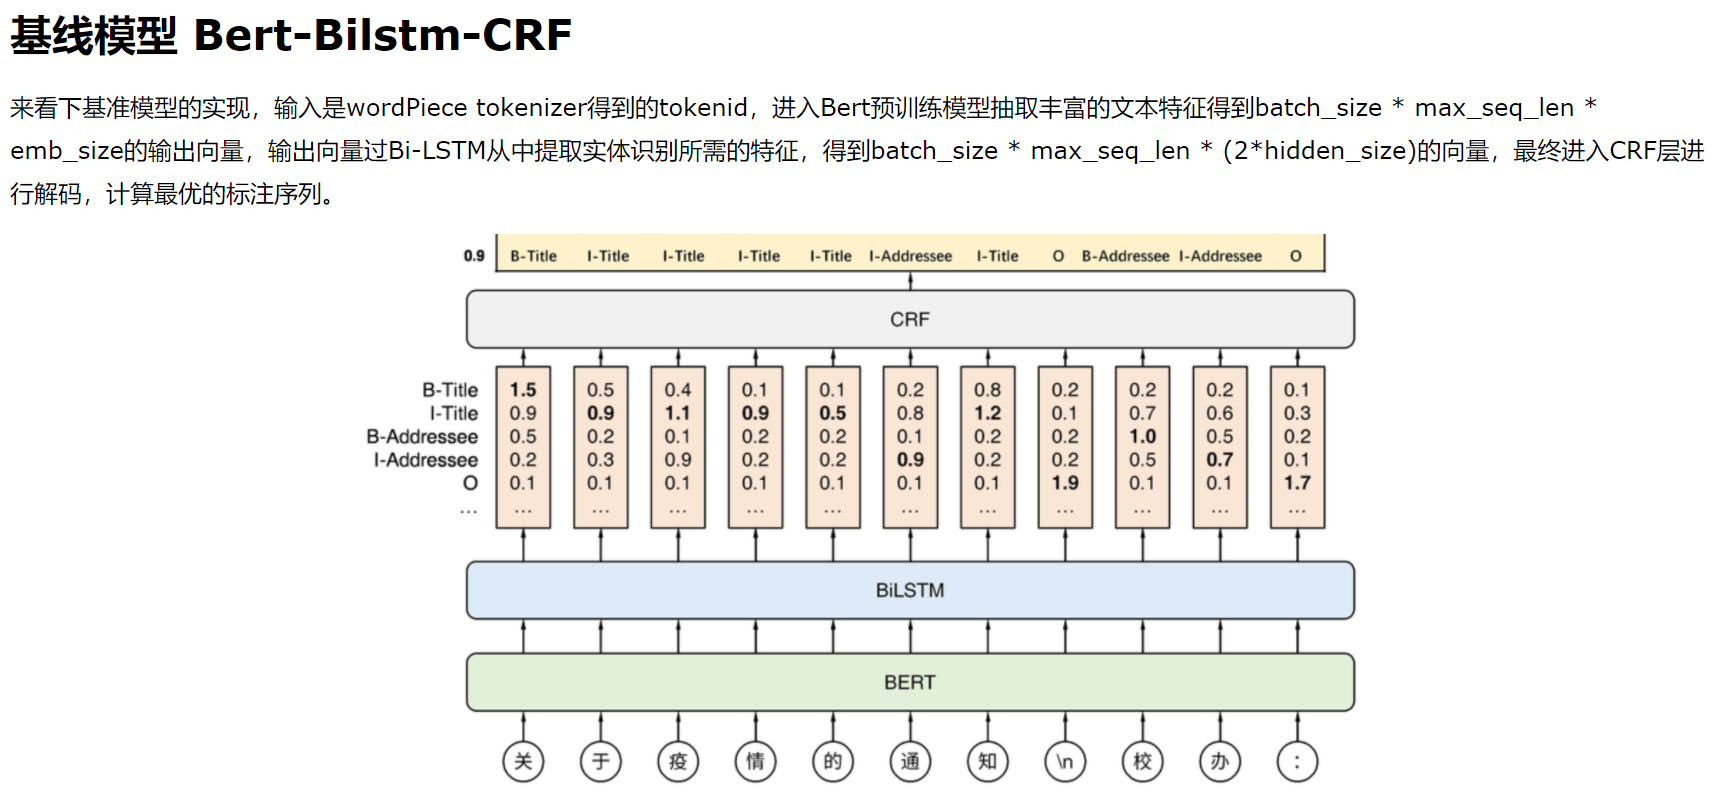 基线模型 Bert-Bilstm-CRF
来看下基准模型的实现，输入是wordPiece tokenizer得到的tokenid，进入Bert预训练模型抽取丰富的文本特征得到batch_size * max_seq_len *
emb_size的输出向量，输出向量过Bi-LSTM从中提取实体识别所需的特征，得到batch_size * max_seq_len * (2*hidden_size)的向量，最终进入CRF层进
行解码，计算最优的标注序列。
0.9 B-Title I-Title I-Title I-Title I-Title I-Addressee I-Title O B-Addressee I-Addressee O
CRF
B-Title 1.5 0.5 0.4 0.1 0.1 0.2 0.8 0.2 0.2 0.2 0.1
I-Title 0.9 0.9 1.1 0.9 0.5 0.8 1.2 0.1 0.7 0.6 0.3
B-Addressee 0.5 0.2 0.1 0.2 0.2 0.1 0.2 0.2 1.0 0.5 0.2
I-Addressee 0.2 0.3 0.9 0.2 0.2 0.9 0.2 0.2 0.5 0.7 0.1
O 0.1 0.1 0.1 0.1 0.1 0.1 0.1 1.9 0.1 0.1 1.7
... ... ... ... ... ... ... ... ... ... ... ...
BiLSTM
BERT
关 于 疫 情 的 通 知 \n 校 办 ：